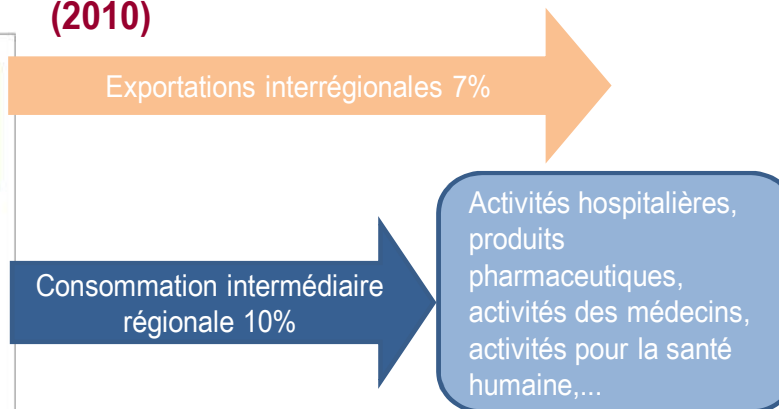 (2010)
Exportations interrégionales 7%
Consommation intermédiaire
régionale 10%
Activités hospitalières,
produits
pharmaceutiques,
activités des médecins,
activités pour la santé
humaine,...